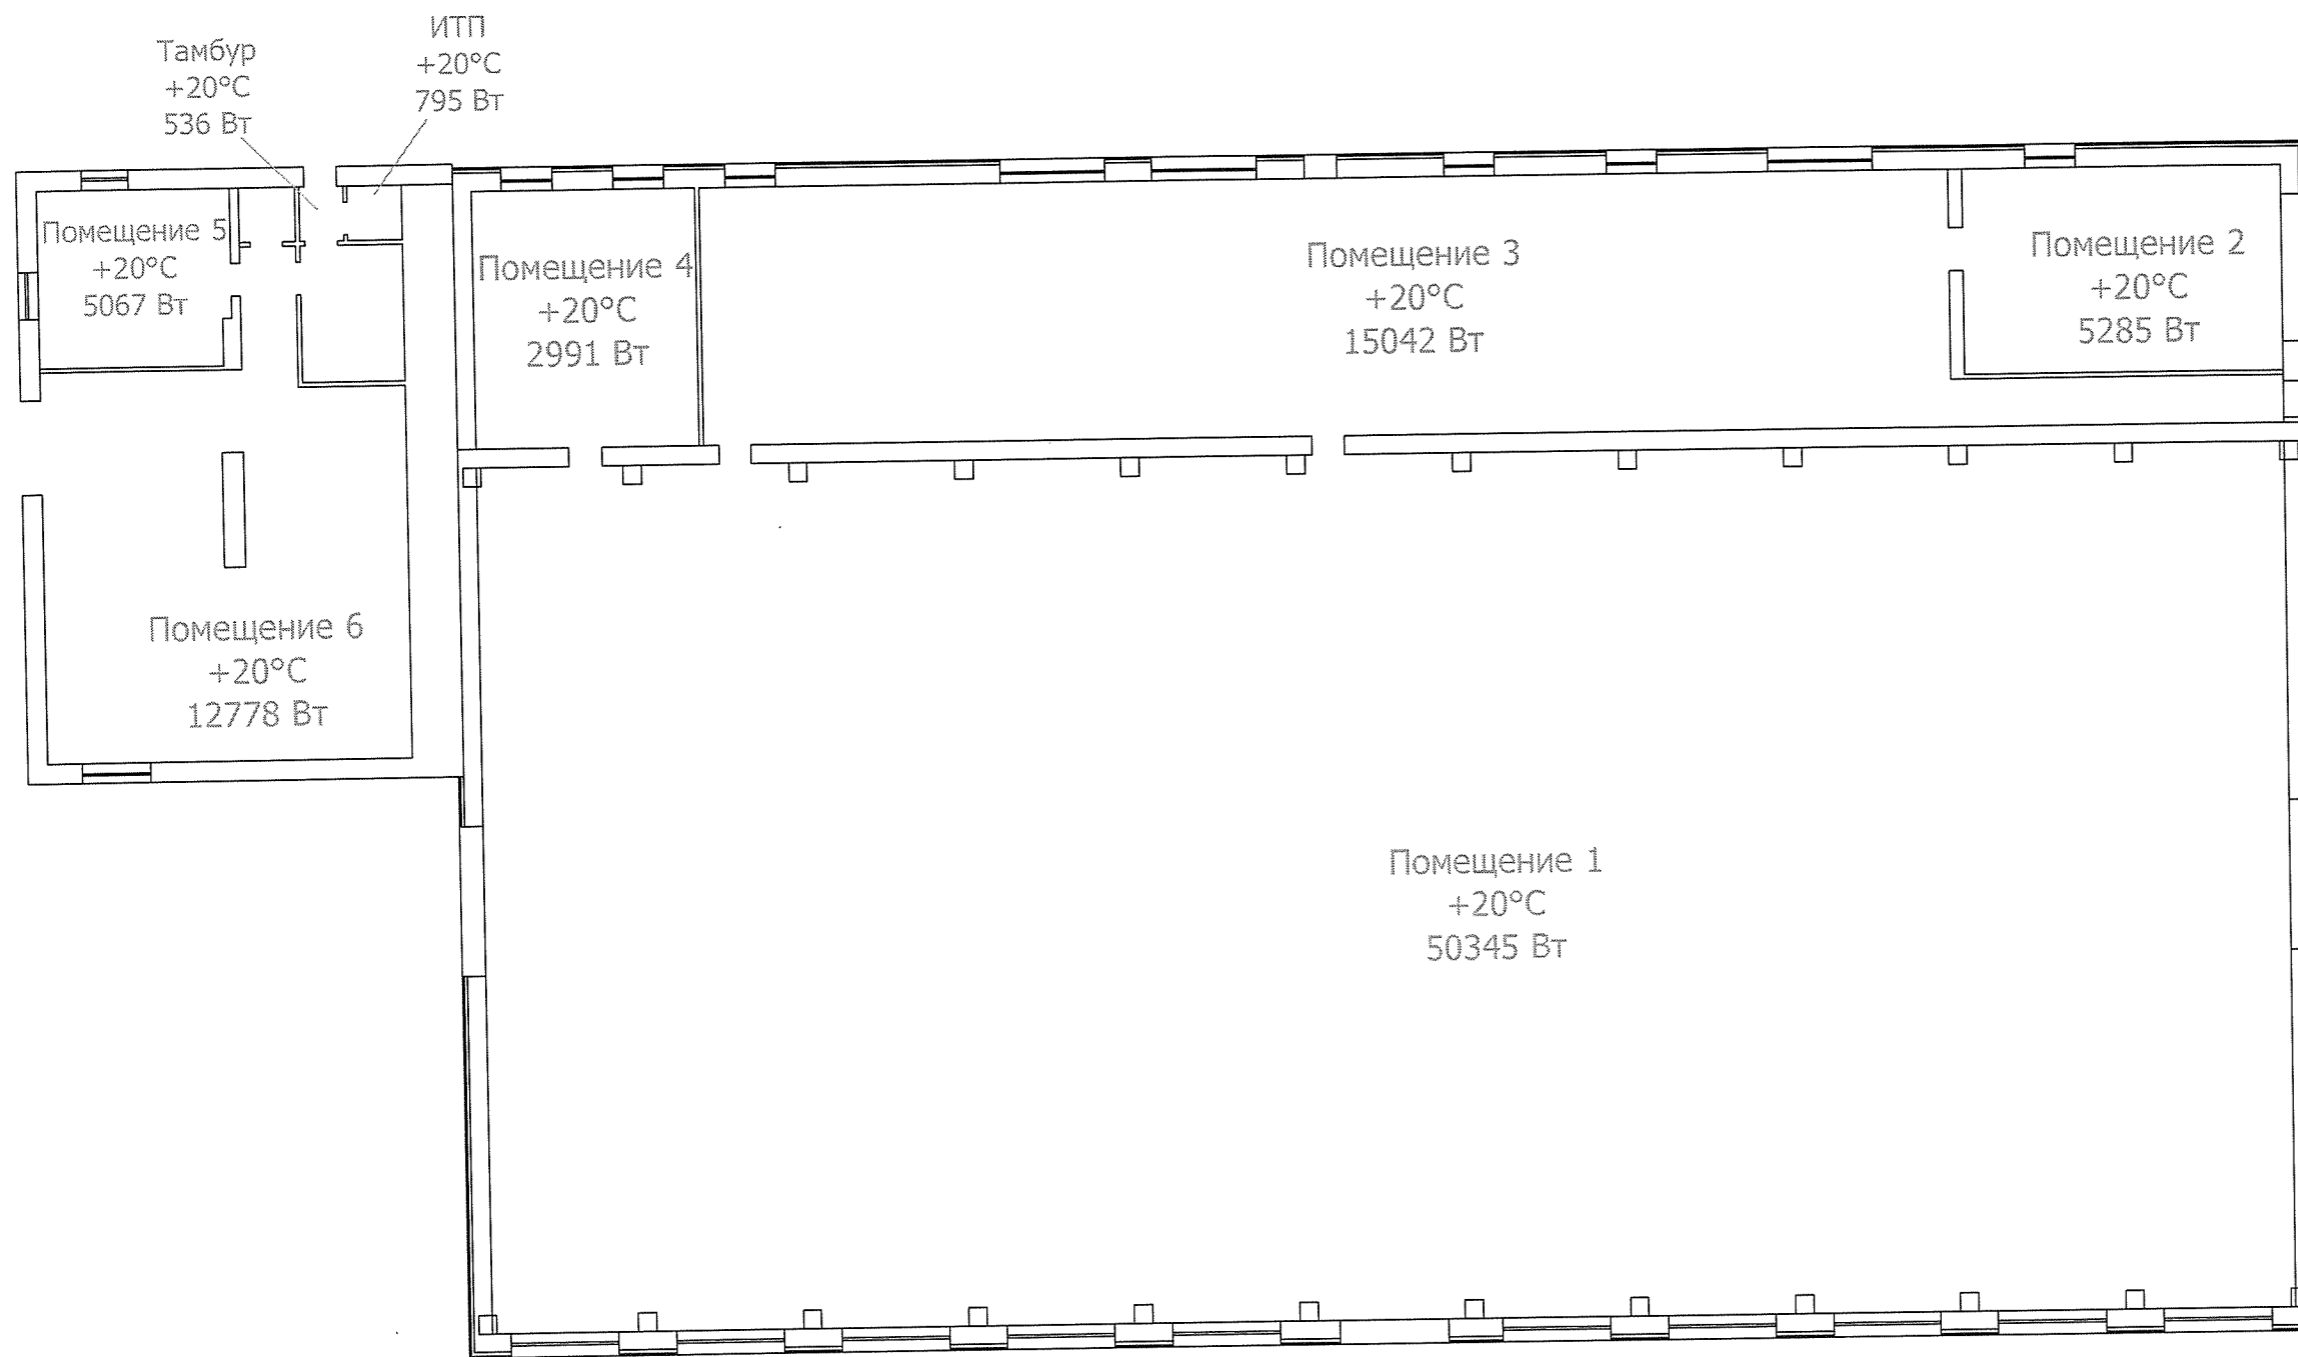 Тамбур
+20°C
536 Вт
ИТП
+20°C
795 Вт
Помещение 5
+20°C
5067 Вт
Помещение 4
+20°C
2991 Вт
Помещение 3
+20°C
15042 Вт
Помещение 2
+20°C
5285 Вт
Помещение 6
+20°C
12778 Вт
Помещение 1
+20°C
50345 Вт